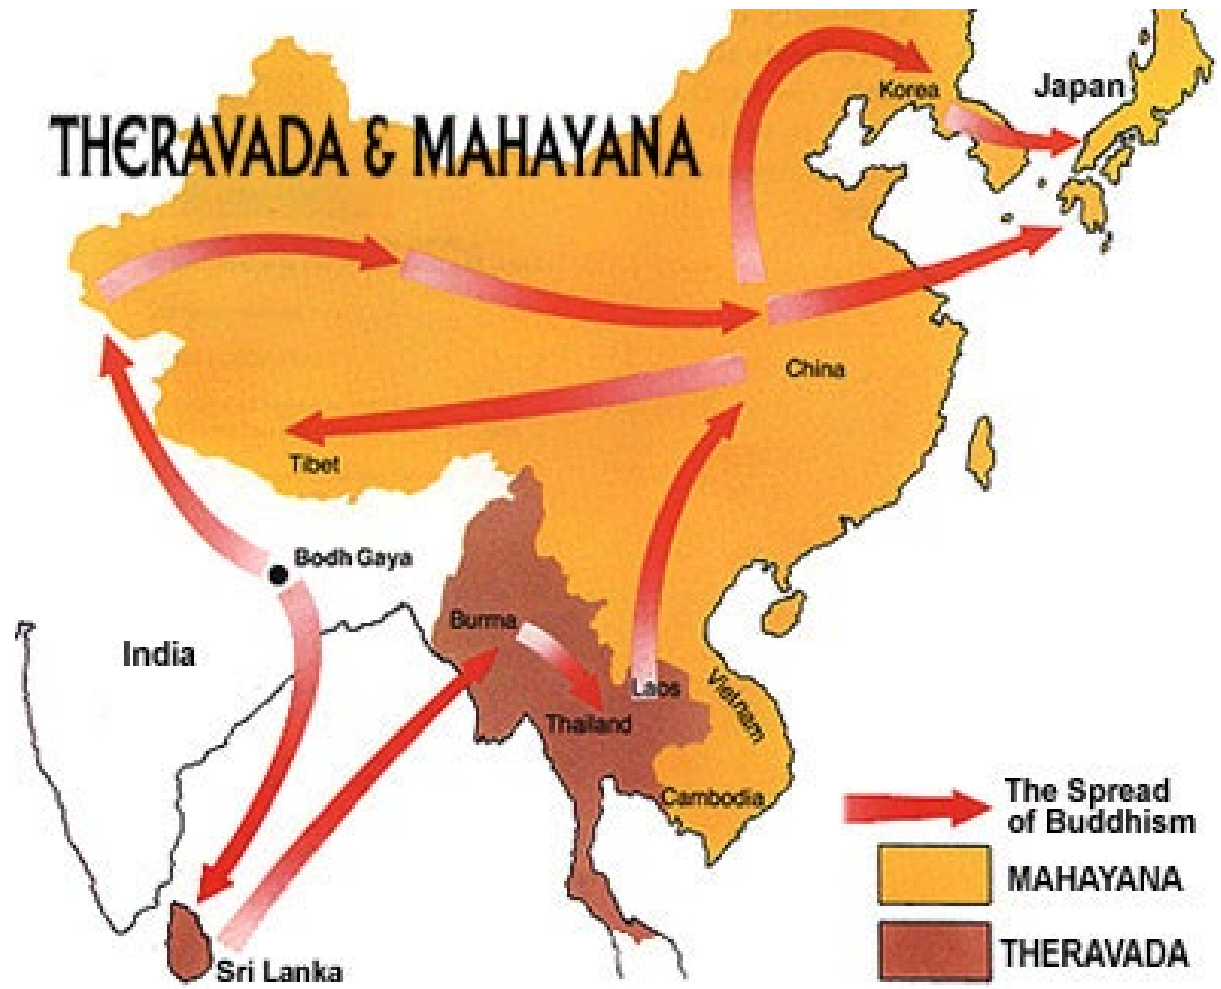 THERAVADA & MAHAYANA
Korea
Japan
China
Tibet
Bodh Gaya
India
Burma
Laos
Thailand
Vietnam
Cambodia
Sri Lanka
The Spread
of Buddhism
MAHAYANA
THERAVADA